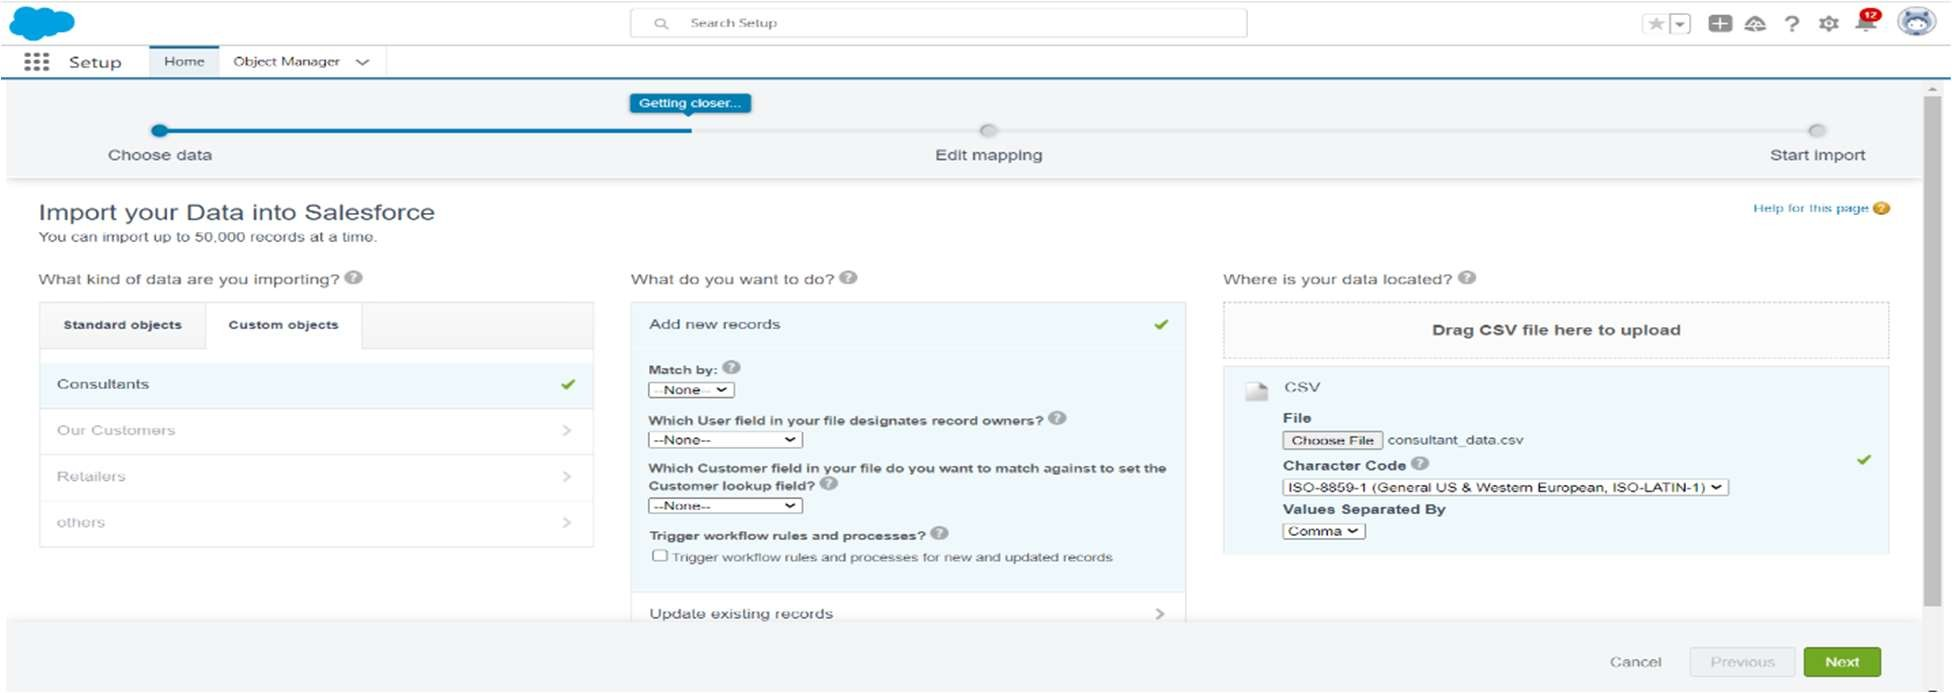 Search Setup
12
Setup
Home
Object Manager
Getting closer...
Choose data
Edit mapping
Start import
Import your Data into Salesforce
Help for this page ?
You can import up to 50,000 records at a time.
What kind of data are you importing? ?
Standard objects
Custom objects
Consultants
Our Customers
Retailers
others
What do you want to do? ?
Add new records
Match by: ?
--None--
Which User field in your file designates record owners? ?
--None--
Which Customer field in your file do you want to match against to set the
Customer lookup field? ?
--None--
Trigger workflow rules and processes? ?
Trigger workflow rules and processes for new and updated records
Update existing records
Where is your data located? ?
Drag CSV file here to upload
CSV
File
Choose File consultant_data.csv
Character Code ?
ISO-8859-1 (General US & Western European, ISO-LATIN-1)
Values Separated By
Comma
Cancel
Previous
Next